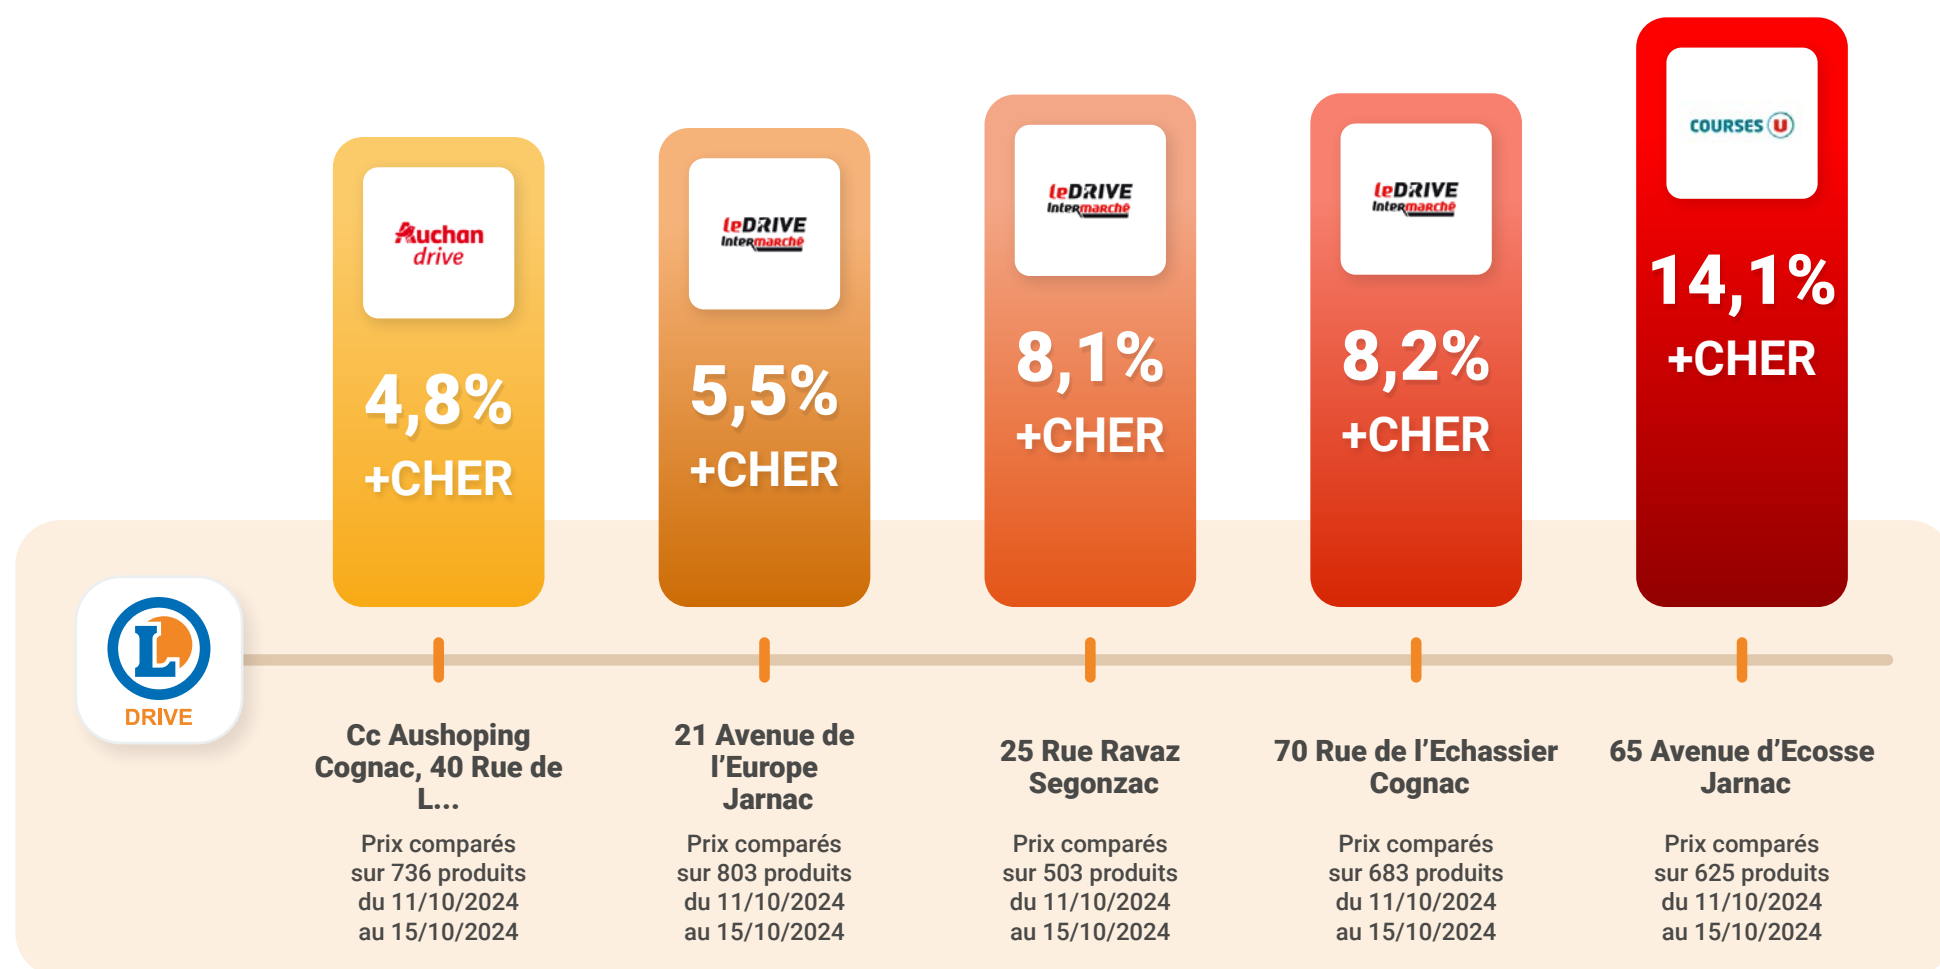 Auchan
drive
4,8%
+CHER
leDRIVE
Intermarché
5,5%
+CHER
leDRIVE
Intermarché
8,1%
+CHER
leDRIVE
Intermarché
8,2%
+CHER
COURSES U
14,1%
+CHER
L
DRIVE
Cc Aushoping
Cognac, 40 Rue de
L...
Prix comparés
sur 736 produits
du 11/10/2024
au 15/10/2024
21 Avenue de
l'Europe
Jarnac
Prix comparés
sur 803 produits
du 11/10/2024
au 15/10/2024
25 Rue Ravaz
Segonzac
Prix comparés
sur 503 produits
du 11/10/2024
au 15/10/2024
70 Rue de l'Echassier
Cognac
Prix comparés
sur 683 produits
du 11/10/2024
au 15/10/2024
65 Avenue d'Ecosse
Jarnac
Prix comparés
sur 625 produits
du 11/10/2024
au 15/10/2024